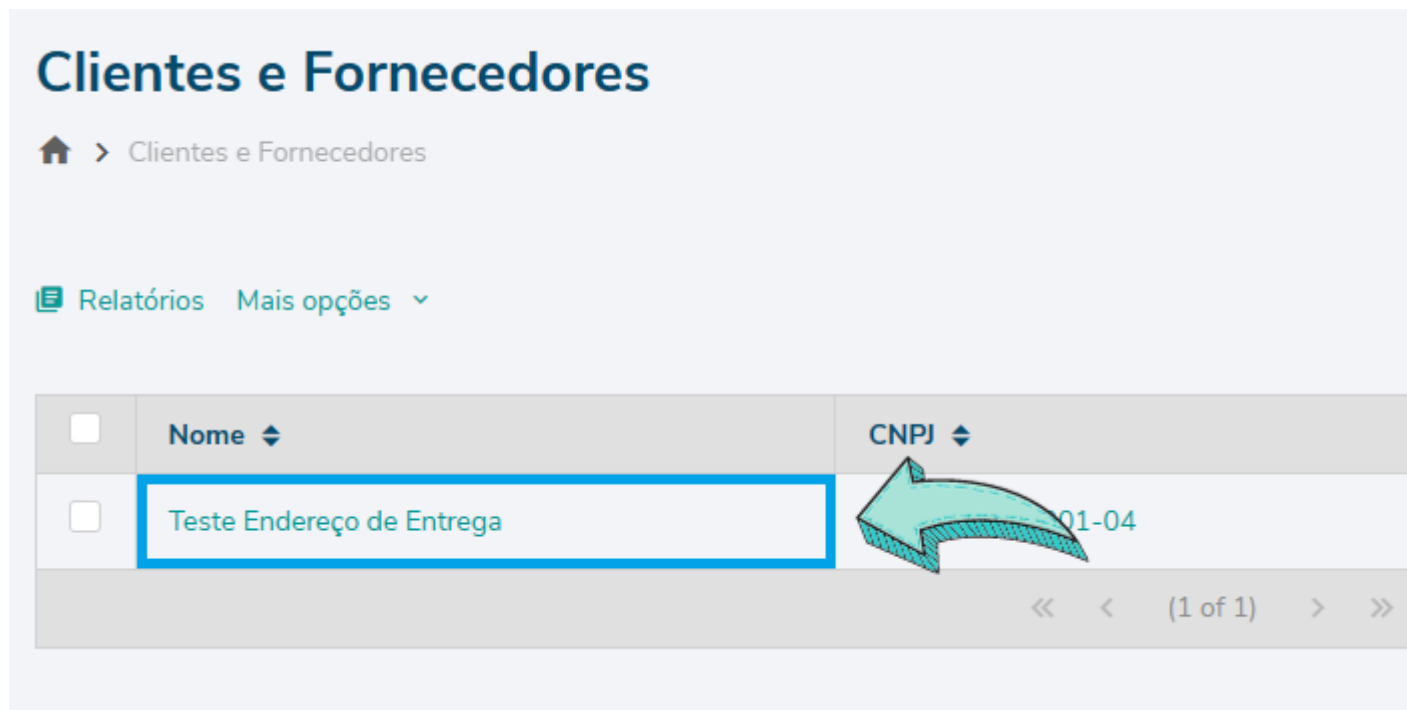 Clientes e Fornecedores
Clientes e Fornecedores
Relatórios Mais opções
Nome CNPJ
Teste Endereço de Entrega 01-04
(1 of 1)